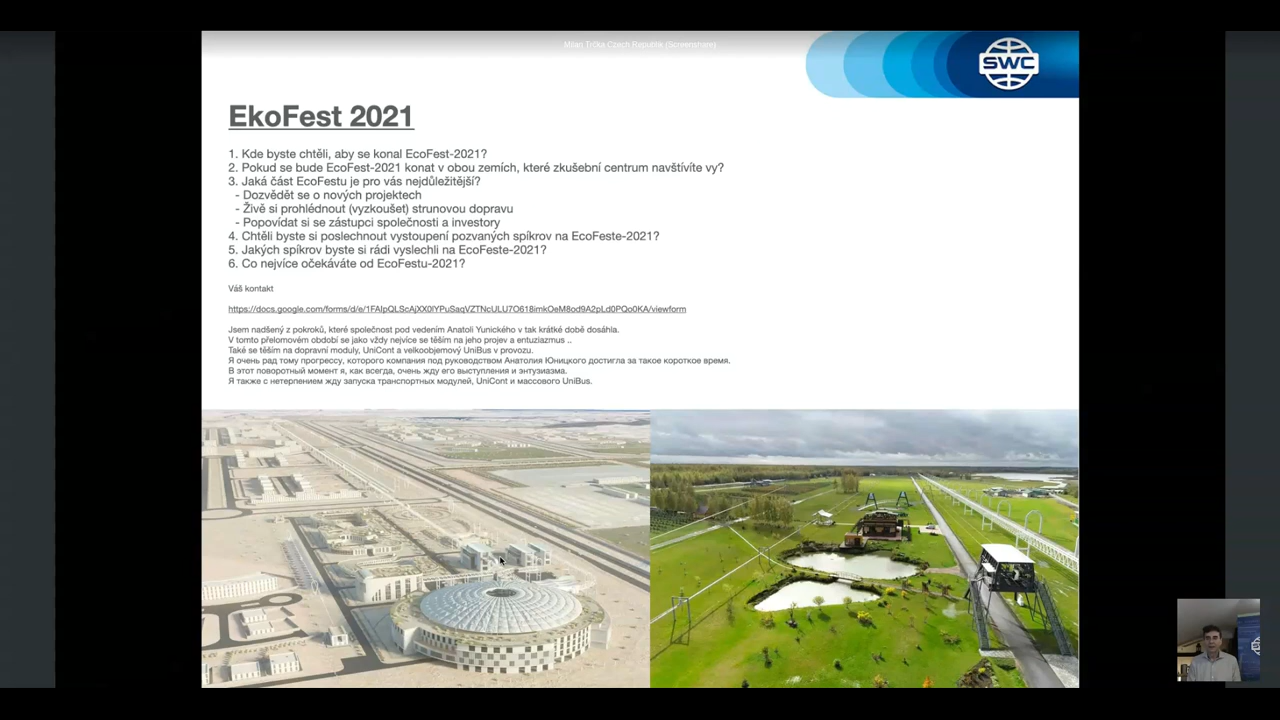 Milan Trčita Czech Republik (Screenshare)
SWC
EkoFest 2021
1. Kde byste chtěli, aby se konal EcoFest-2021?
2. Pokud se bude EcoFest-2021 konat v obou zemích, které zkušební centrum navštívíte vy?
3. Jaká část EcoFestu je pro vás nejdůležitější?
- Dozvědět se o nových projektech
- Živě si prohlédnout (vyzkoušet) strunovou dopravu
- Popovídat si se zástupci společnosti a investory
4. Chtěli byste si poslechnout vystoupení pozvaných spíkrov na EcoFeste-2021?
5. Jakých spíkrov byste si rádi vyslechli na EcoFeste-2021?
6. Co nejvíce očekáváte od EcoFestu-2021?
Váš kontakt
https://docs.google.com/forms/d/e/1FAIpQLScAjXX0lYPuSaqVZTNcULU7O618imkOeM8od9A2pLd0PQo0KA/viewform
Jsem nadšený z pokroků, které společnost pod vedením Anatoli Yunického v tak krátké době dosáhla.
V tomto přelomovém období se jako vždy nejvíce se těším na jeho projev a entuziazmus ..
Také se těším na dopravní moduly, UniCont a velkoobjemový UniBus v provozu.
Я очень рад тому прогрессу, которого компания под руководством Анатолия Юницкого достигла за такое короткое время.
В этот поворотный момент я, как всегда, очень жду его выступления и энтузиазма.
Я также с нетерпением жду запуска транспортных модулей, UniCont и массового UniBus.